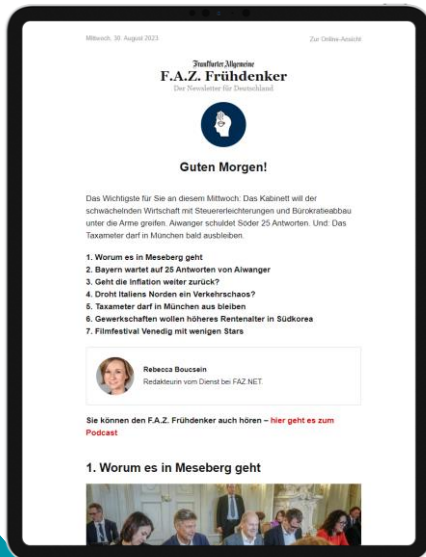 Mittwoch, 30. August 2023
Zur Online-Ansicht
Frankfurter Allgemeine
F.A.Z. Frühdenker
Der Newsletter für Deutschland
Guten Morgen!
Das Wichtigste für Sie an diesem Mittwoch: Das Kabinett will der
schwächelnden Wirtschaft mit Steuererleichterungen und Bürokratieabbau
unter die Arme greifen. Aiwanger schuldet Söder 25 Antworten. Und: Das
Taxameter darf in München bald ausbleiben.
1. Worum es in Meseberg geht
2. Bayern wartet auf 25 Antworten von Aiwanger
3. Geht die Inflation weiter zurück?
4. Droht Italiens Norden ein Verkehrschaos?
5. Taxameter darf in München aus bleiben
6. Gewerkschaften wollen höheres Rentenalter in Südkorea
7. Filmfestival Venedig mit wenigen Stars
Rebecca Boucsein
Redakteurin vom Dienst bei FAZ.NET.
Sie können den F.A.Z. Frühdenker auch hören – hier geht es zum
Podcast
1. Worum es in Meseberg geht